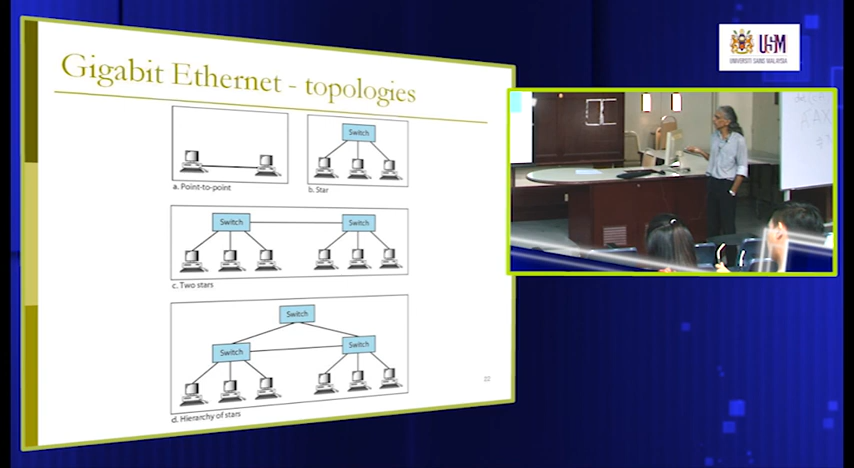 Gigabit Ethernet - topologies
Switch
a. Point-to-point
b. Star
Switch
Switch
c. Two stars
Switch
Switch
Switch
22
d. Hierarchy of stars
USM
UNIVERSITI SAINS MALAYSIA